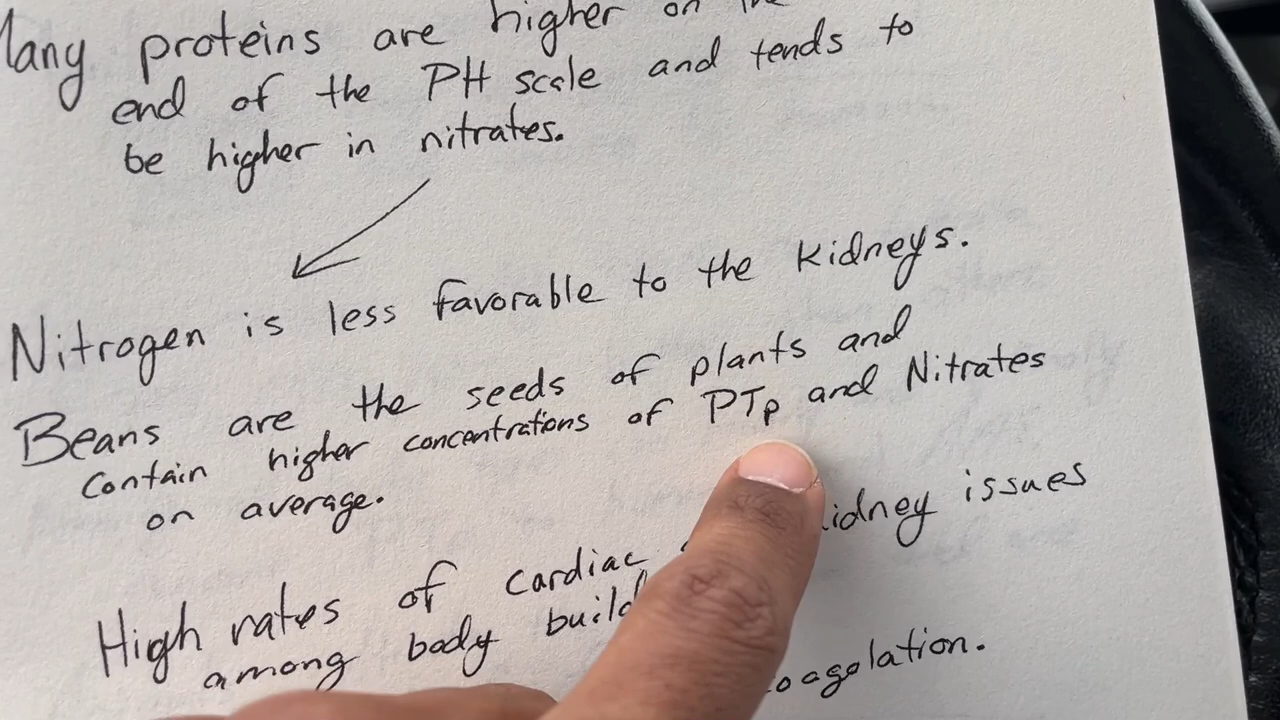 Many proteins are higher on the
end of the PH scale and tends to
be higher in nitrates.
Nitrogen is less favorable to the kidneys.
Beans are the seeds of plants and
contain higher concentrations of PTp and Nitrates
on average.
High rates of cardiac kidney issues
among body
coagolation.